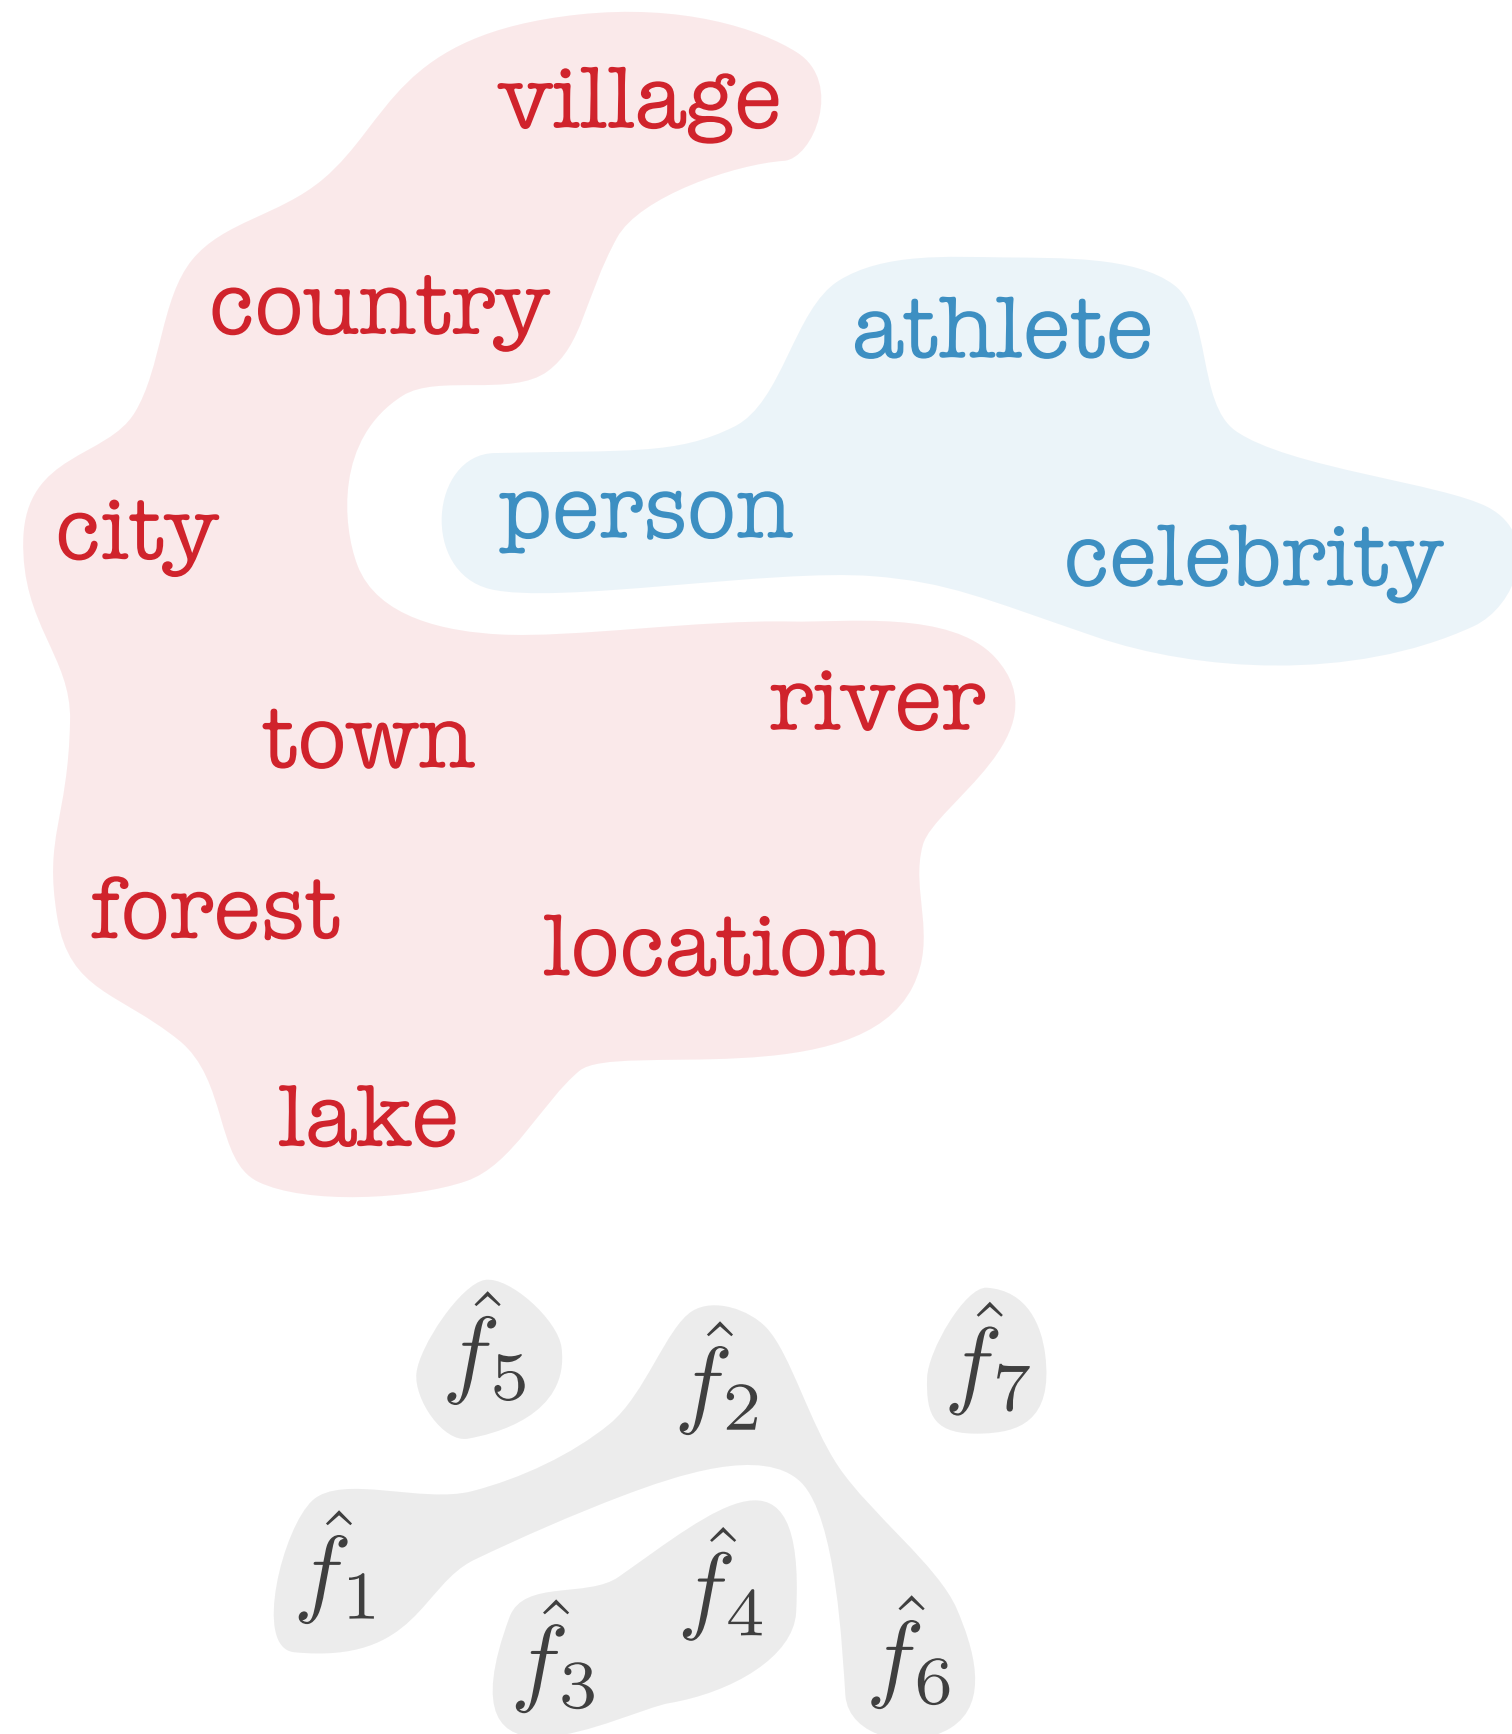 village
country
athlete
person
city
celebrity
river
town
forest
location
lake
f̂₅
f̂₂
f̂₇
f̂₁
f̂₄
f̂₃
f̂₆